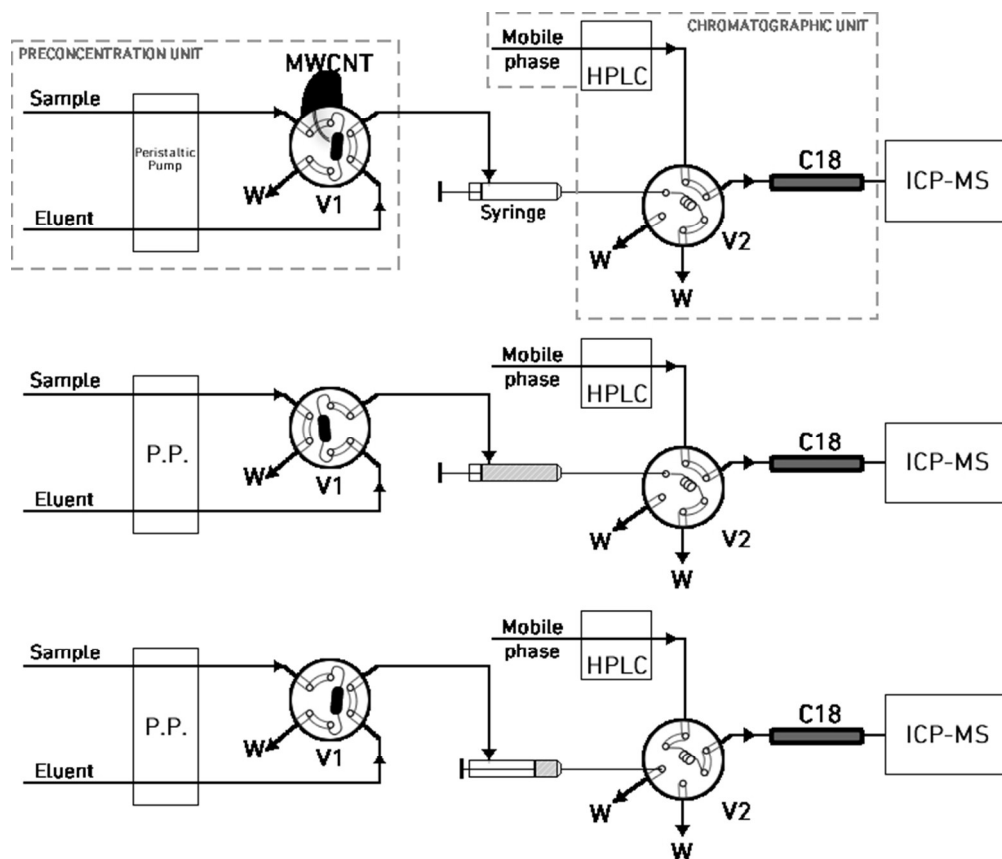 PRECONCENTRATION UNIT
MWCNT
Sample
Peristaltic
Pump
W
V1
Eluent
Syringe
CHROMATOGRAPHIC UNIT
Mobile
phase
HPLC
C18
ICP-MS
V2
W
W
Sample
P.P.
W
V1
Eluent
Mobile
phase
HPLC
C18
ICP-MS
V2
W
W
Sample
P.P.
W
V1
Eluent
Mobile
phase
HPLC
C18
ICP-MS
V2
W
W